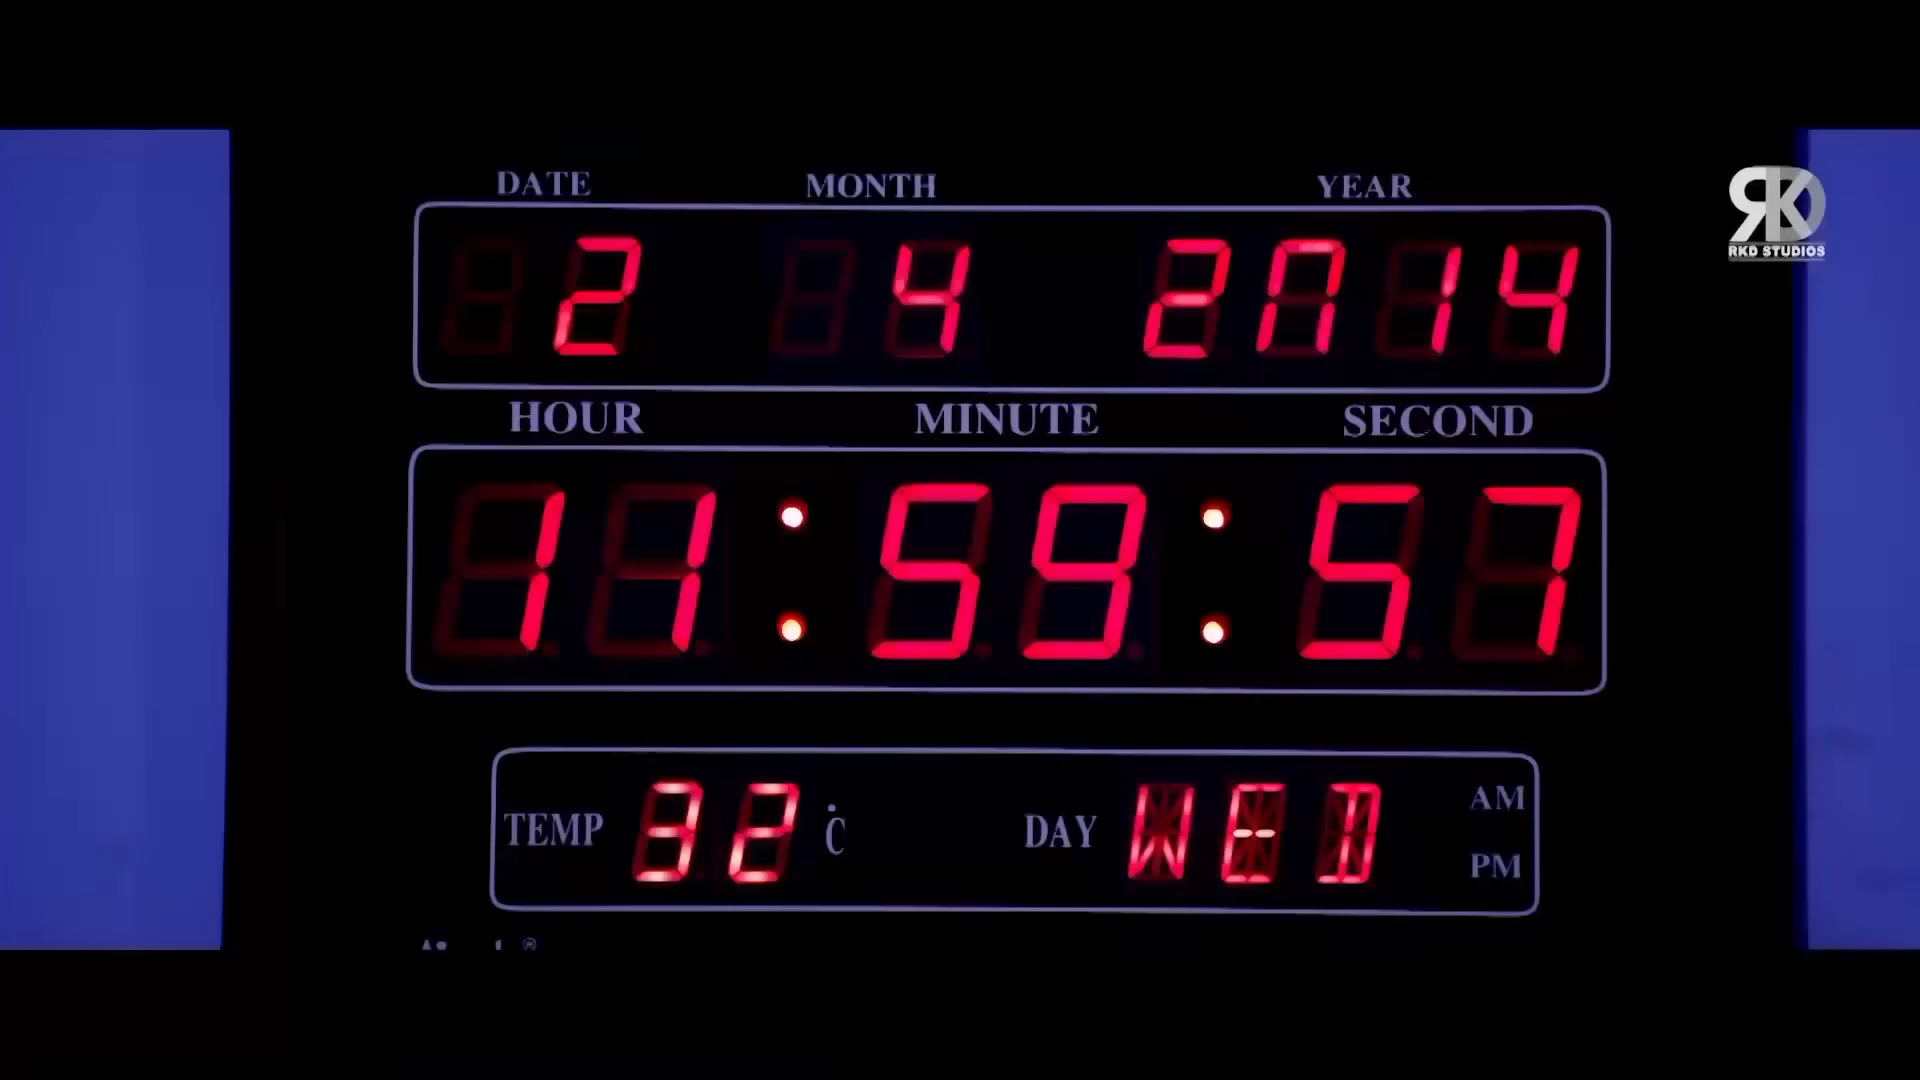 DATE MONTH YEAR
2 4 2014
HOUR MINUTE SECOND
11:59:57
TEMP 32 °C DAY WED AM
PM
RKD STUDIOS